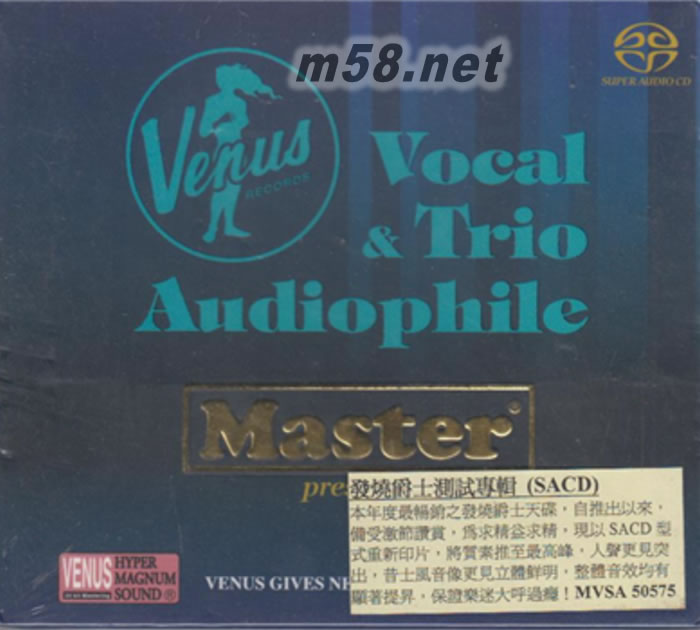 m58.net
SUPER AUDIO CD
Venus
RECORDS
Vocal
& Trio
Audiophile
Master
pres
發燒爵士測試專輯 (SACD)
本年度最暢銷之發燒爵士天碟，自推出以來，
備受激節讚賞，為求精益求精，現以 SACD 型
式重新印片，將質素推至最高峰，人聲更見突
出，昔士風音像更見立體鮮明，整體音效均有
顯著提昇，保證樂迷大呼過癮！MVSA 50575
VENUS HYPER
MAGNUM
SOUND ®
VENUS GIVES NE